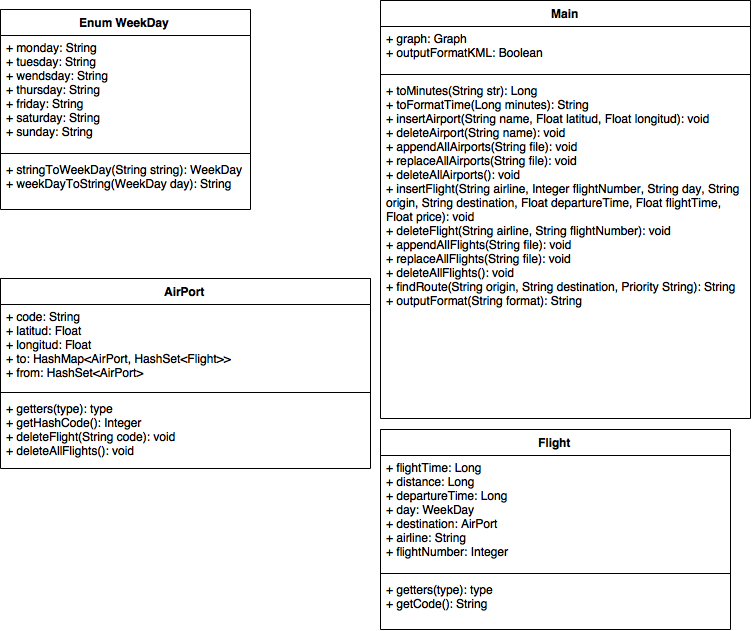 Enum WeekDay
+ monday: String
+ tuesday: String
+ wendsday: String
+ thursday: String
+ friday: String
+ saturday: String
+ sunday: String
+ stringToWeekDay(String string): WeekDay
+ weekDayToString(WeekDay day): String
Main
+ graph: Graph
+ outputFormatKML: Boolean
+ toMinutes(String str): Long
+ toFormatTime(Long minutes): String
+ insertAirport(String name, Float latitud, Float longitud): void
+ deleteAirport(String name): void
+ appendAllAirports(String file): void
+ replaceAllAirports(String file): void
+ deleteAllAirports(): void
+ insertFlight(String airline, Integer flightNumber, String day, String
origin, String destination, Float departureTime, Float flightTime,
Float price): void
+ deleteFlight(String airline, String flightNumber): void
+ appendAllFlights(String file): void
+ replaceAllFlights(String file): void
+ deleteAllFlights(): void
+ findRoute(String origin, String destination, Priority String): String
+ outputFormat(String format): String
AirPort
+ code: String
+ latitud: Float
+ longitud: Float
+ to: HashMap<AirPort, HashSet<Flight>>
+ from: HashSet<AirPort>
+ getters(type): type
+ getHashCode(): Integer
+ deleteFlight(String code): void
+ deleteAllFlights(): void
Flight
+ flightTime: Long
+ distance: Long
+ departureTime: Long
+ day: WeekDay
+ destination: AirPort
+ airline: String
+ flightNumber: Integer
+ getters(type): type
+ getCode(): String